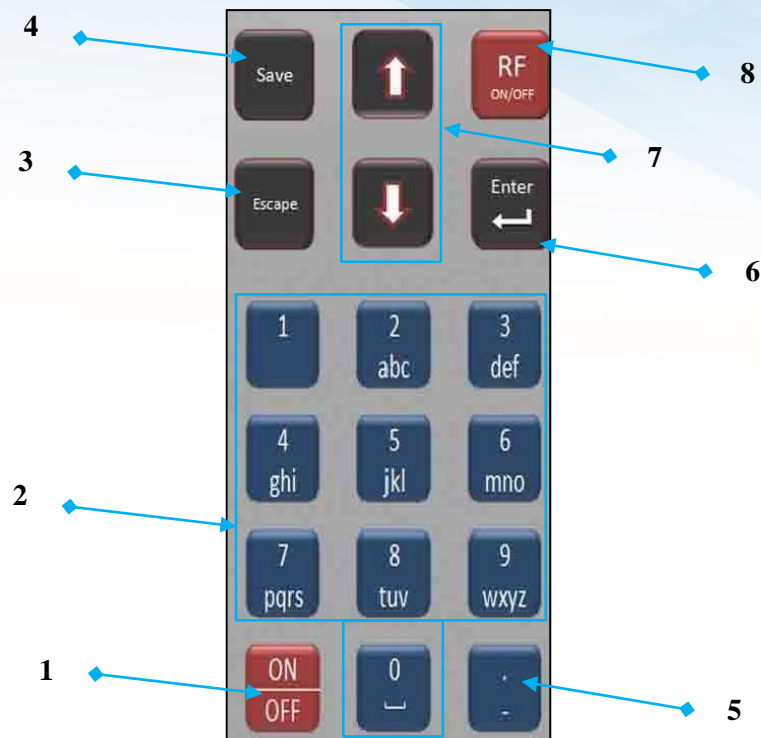 4
Save
RF
ON/OFF
8
3
7
Escape
Enter
6
1
2
abc
3
def
4
ghi
5
jkl
6
mno
2
7
pqrs
8
tuv
9
wxyz
1
ON
OFF
0
.
-
5